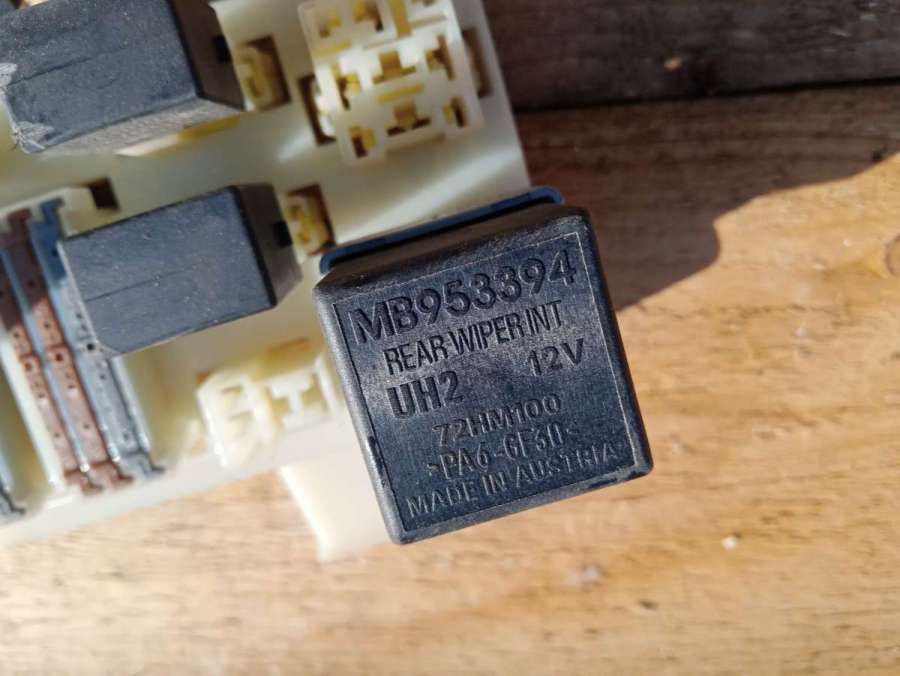 MB953394
REAR WIPER INT
UH2 12V
72HM100
>PA6-GF30<
MADE IN AUSTRIA